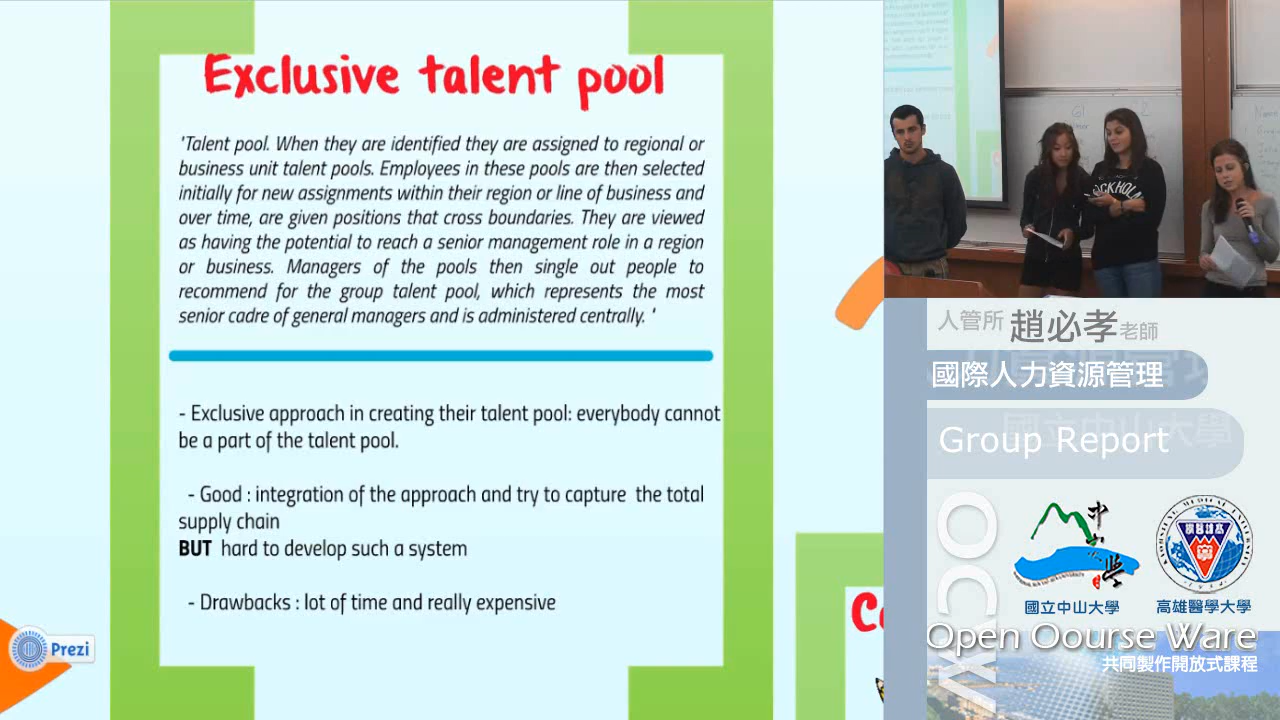 Exclusive talent pool
'Talent pool. When they are identified they are assigned to regional or
business unit talent pools. Employees in these pools are then selected
initially for new assignments within their region or line of business and
over time, are given positions that cross boundaries. They are viewed
as having the potential to reach a senior management role in a region
or business. Managers of the pools then single out people to
recommend for the group talent pool, which represents the most
senior cadre of general managers and is administered centrally. '
- Exclusive approach in creating their talent pool: everybody cannot
be a part of the talent pool.
- Good : integration of the approach and try to capture the total
supply chain
BUT hard to develop such a system
- Drawbacks : lot of time and really expensive
Prezi
人管所 趙必孝老師
國際人力資源管理
國立中山大學
Group Report
OCW
中山大學
國立中山大學
高雄醫學大學
Open Oourse Ware
共同製作開放式課程